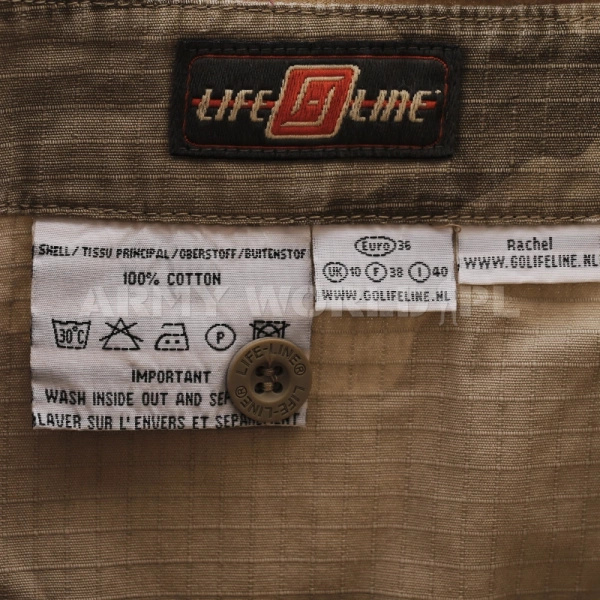 LIFE LINE
SHELL/TISSU PRINCIPAL/OBERSTOFF/BUITENSTOF
100% COTTON
30°C
P
IMPORTANT
WASH INSIDE OUT AND SEP
LAVER SUR L'ENVERS ET SEPAREMENT
Euro 36
UK 10 F 38 I 40
WWW.GOLIFELINE.NL
Rachel
WWW.GOLIFELINE.NL
LIFE-LINE®
LIFE-LINE®
ARMY WORLD PL